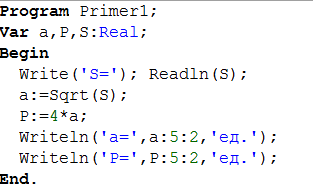 Program Primer1;
Var a,P,S:Real;
Begin
Write('S='); Readln(S);
a:=Sqrt(S);
P:=4*a;
Writeln('a=',a:5:2,'ед.');
Writeln('P=',P:5:2,'ед.');
End.